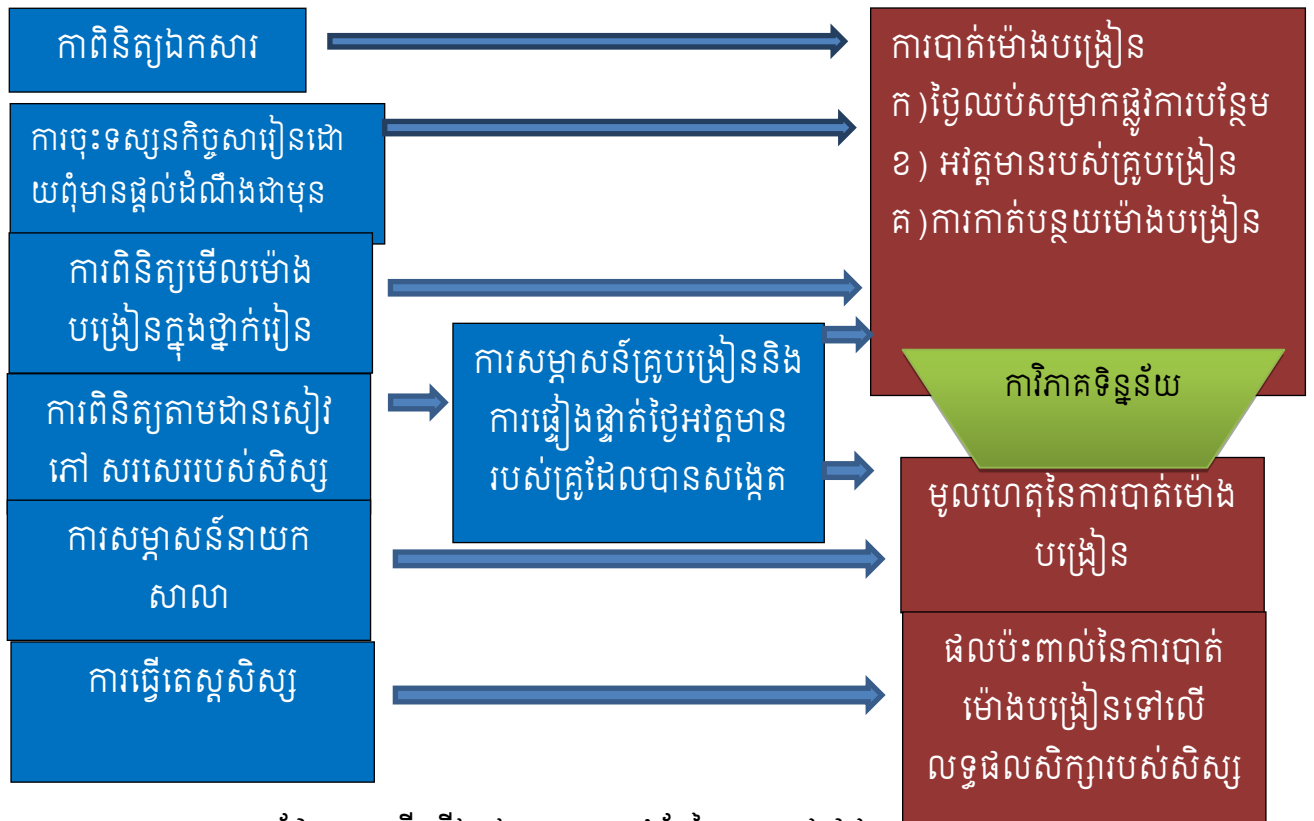 កាពិនិត្យឯកសារ
ការចុះទស្សនកិច្ចសារៀនដោ
យពុំមានផ្តល់ដំណឹងជាមុន
ការពិនិត្យមើលម៉ោង
បង្រៀនក្នុងថ្នាក់រៀន
ការពិនិត្យតាមដានសៀវ
ភៅ សរសេររបស់សិស្ស
ការសម្ភាសន៍នាយក
សាលា
ការធ្វើតេស្តសិស្ស
ការសម្ភាសន៍គ្រូបង្រៀននិង
ការផ្ទៀងផ្ទាត់ថ្ងៃអវត្តមាន
របស់គ្រូដែលបានសង្កេត
ការបាត់ម៉ោងបង្រៀន
ក)ថ្ងៃឈប់សម្រាកផ្លូវការបន្ថែម
ខ) អវត្តមានរបស់គ្រូបង្រៀន
គ)ការកាត់បន្ថយម៉ោងបង្រៀន
កាវិភាគទិន្នន័យ
មូលហេតុនៃការបាត់ម៉ោង
បង្រៀន
ផលប៉ះពាល់នៃការបាត់
ម៉ោងបង្រៀនទៅលើ
លទ្ធផលសិក្សារបស់សិស្ស